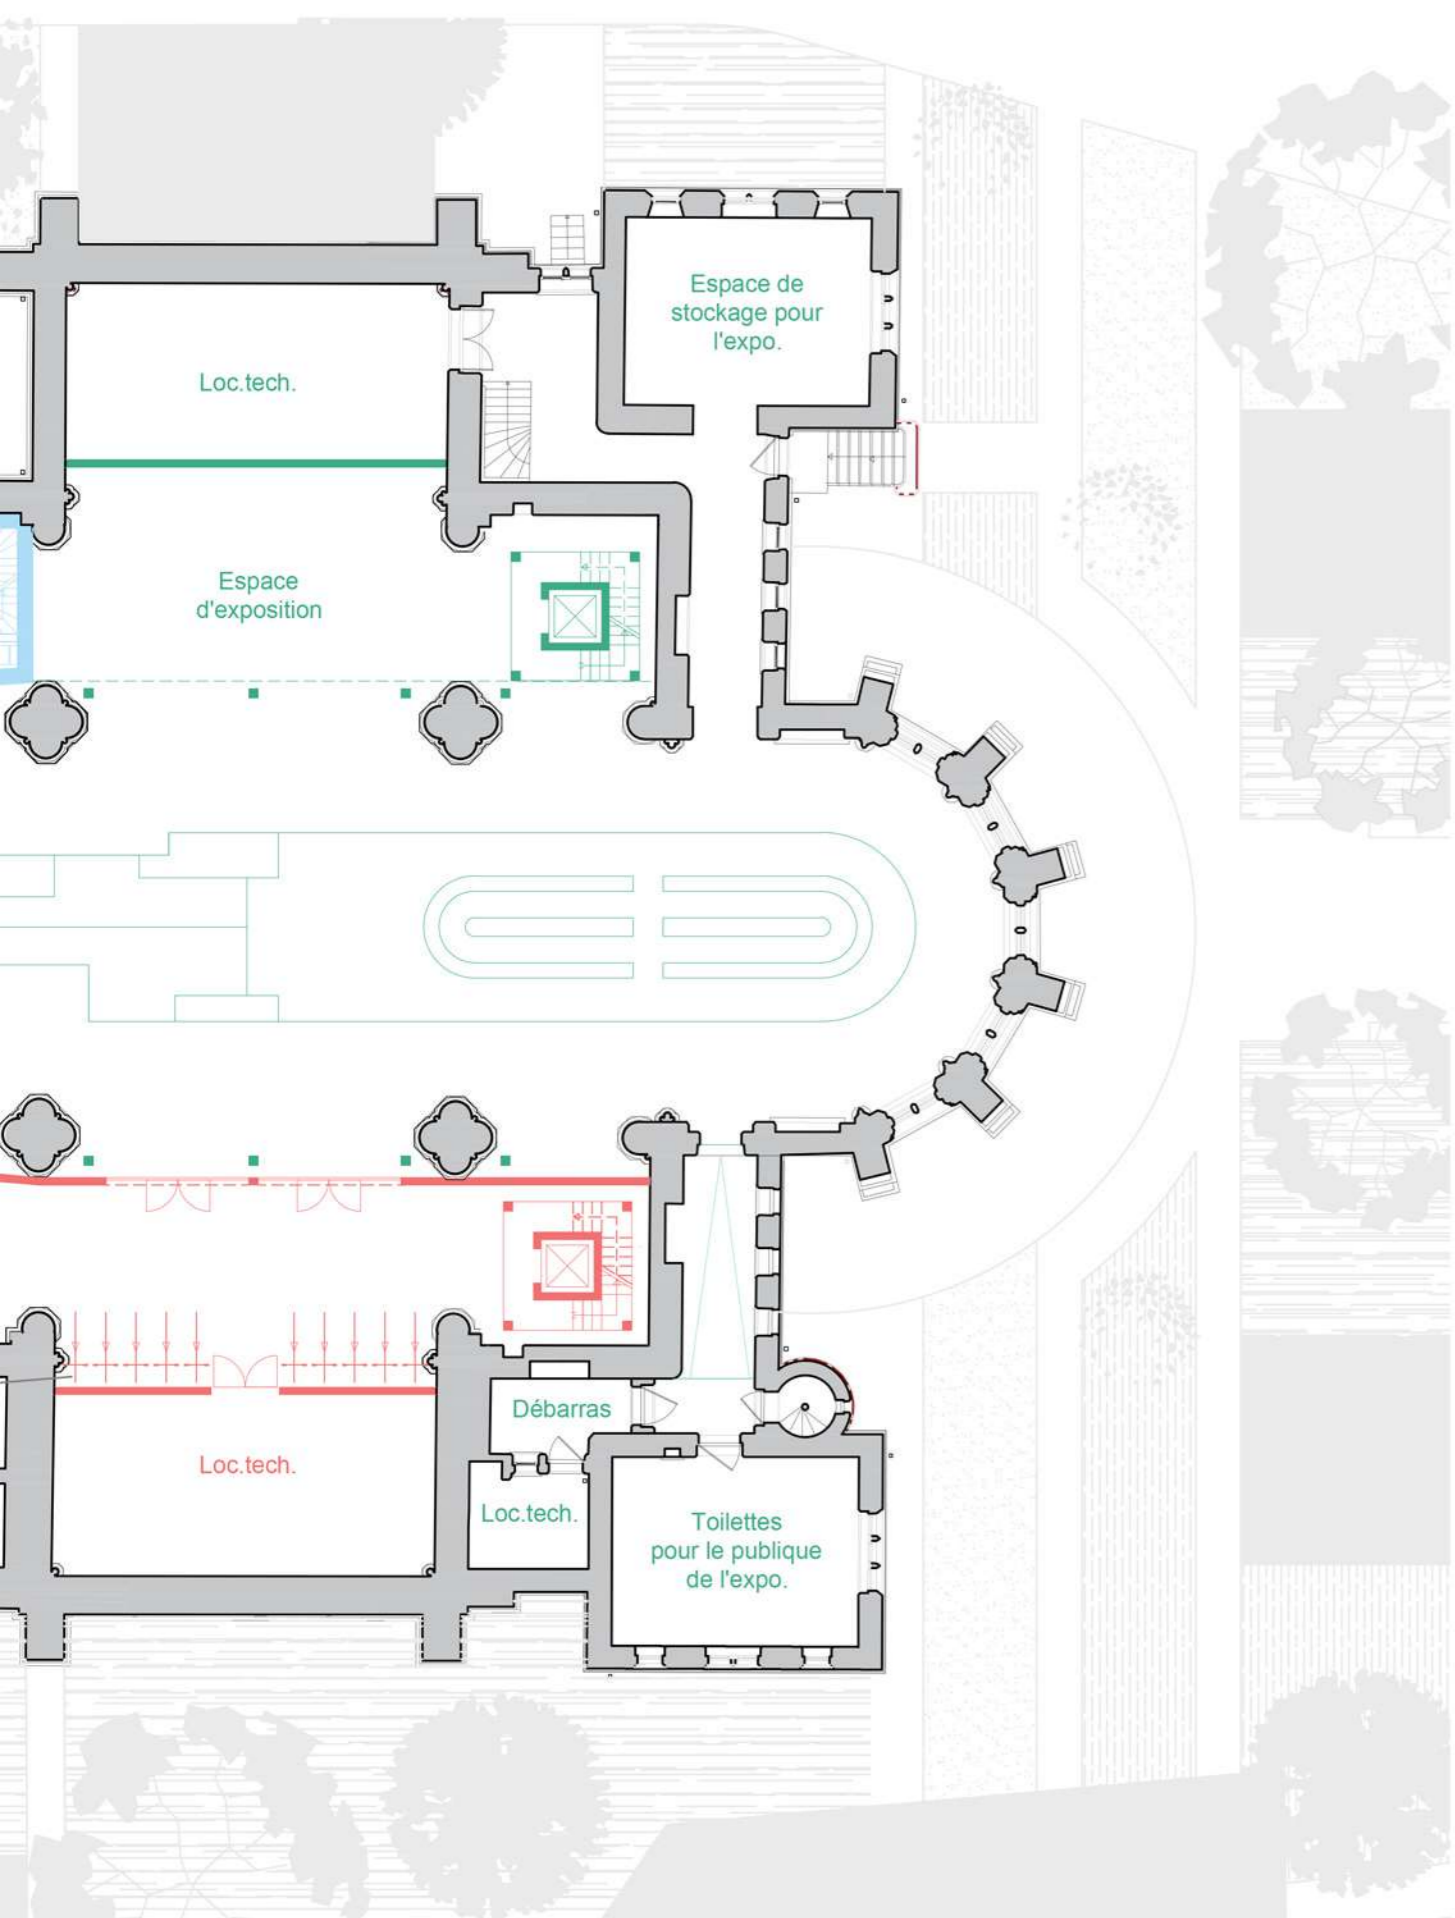 Espace de
stockage pour
l'expo.
Loc.tech.
Espace
d'exposition
Débarras
Loc.tech.
Loc.tech.
Toilettes
pour le publique
de l'expo.